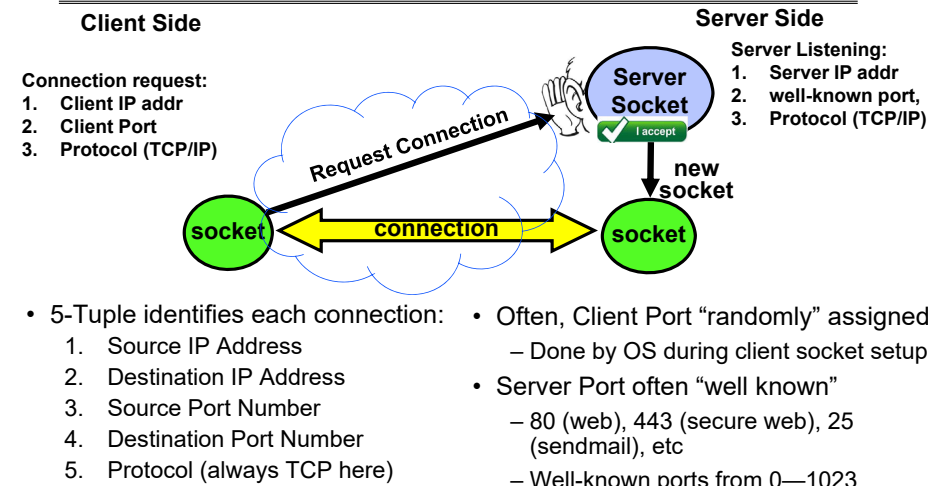 Client Side
Server Side
Connection request:
1. Client IP addr
2. Client Port
3. Protocol (TCP/IP)
Server Listening:
1. Server IP addr
2. well-known port,
3. Protocol (TCP/IP)
Server
Socket
I accept
Request Connection
new
socket
socket
connection
socket
• 5-Tuple identifies each connection:
1. Source IP Address
2. Destination IP Address
3. Source Port Number
4. Destination Port Number
5. Protocol (always TCP here)
• Often, Client Port “randomly” assigned
– Done by OS during client socket setup
• Server Port often “well known”
– 80 (web), 443 (secure web), 25
(sendmail), etc
– Well-known ports from 0—1023